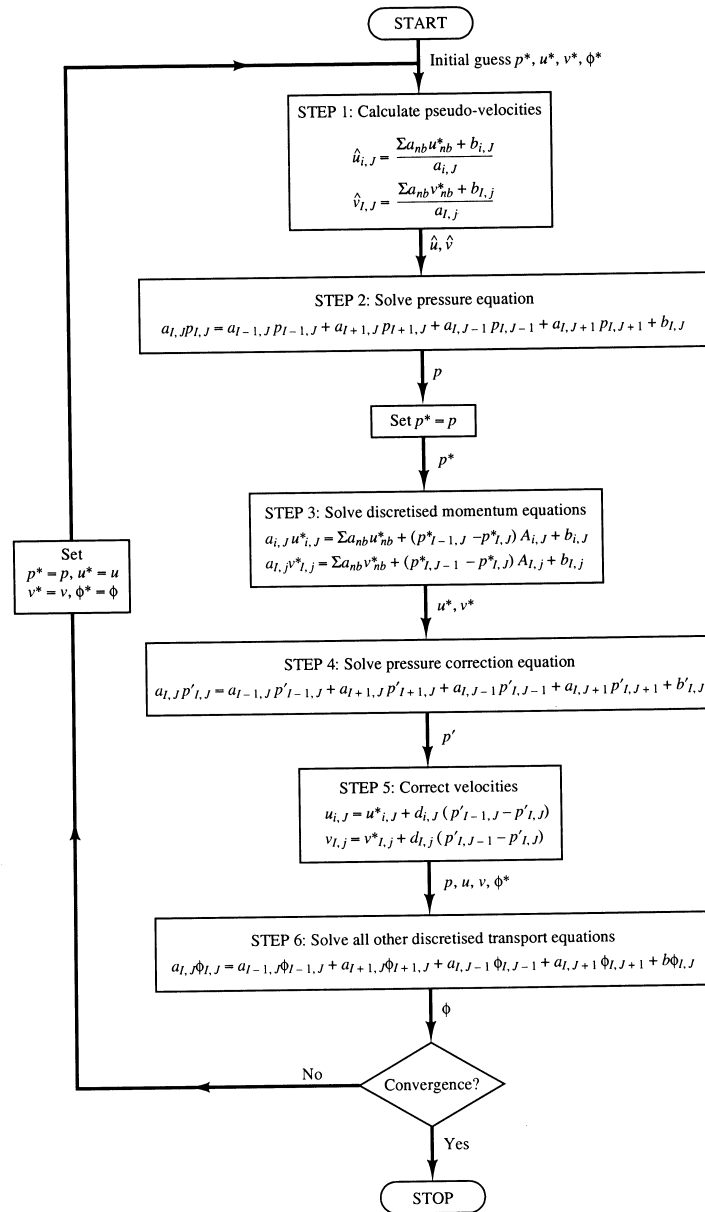 START
Initial guess p*, u*, v*, ϕ*
STEP 1: Calculate pseudo-velocities
û_{i,J} = (Σa_{nb}u*_{nb} + b_{i,J}) / a_{i,J}
v̂_{I,J} = (Σa_{nb}v*_{nb} + b_{I,j}) / a_{I,j}
û, v̂
STEP 2: Solve pressure equation
a_{I,J}p_{I,J} = a_{I−1,J} p_{I−1,J} + a_{I+1,J} p_{I+1,J} + a_{I,J−1} p_{I,J−1} + a_{I,J+1} p_{I,J+1} + b_{I,J}
p
Set p* = p
p*
STEP 3: Solve discretised momentum equations
a_{i,J} u*_{i,J} = Σa_{nb}u*_{nb} + (p*_{I−1,J} − p*_{I,J}) A_{i,J} + b_{i,J}
a_{I,j}v*_{I,j} = Σa_{nb}v*_{nb} + (p*_{I,J−1} − p*_{I,J}) A_{I,j} + b_{I,j}
u*, v*
STEP 4: Solve pressure correction equation
a_{I,J} p'_{I,J} = a_{I−1,J} p'_{I−1,J} + a_{I+1,J} p'_{I+1,J} + a_{I,J−1} p'_{I,J−1} + a_{I,J+1} p'_{I,J+1} + b'_{I,J}
p'
STEP 5: Correct velocities
u_{i,J} = u*_{i,J} + d_{i,J} (p'_{I−1,J} − p'_{I,J})
v_{I,j} = v*_{I,j} + d_{I,j} (p'_{I,J−1} − p'_{I,J})
p, u, v, ϕ*
STEP 6: Solve all other discretised transport equations
a_{I,J}ϕ_{I,J} = a_{I−1,J}ϕ_{I−1,J} + a_{I+1,J}ϕ_{I+1,J} + a_{I,J−1} ϕ_{I,J−1} + a_{I,J+1} ϕ_{I,J+1} + bϕ_{I,J}
ϕ
Convergence?
No
Yes
STOP
Set
p* = p, u* = u
v* = v, ϕ* = ϕ